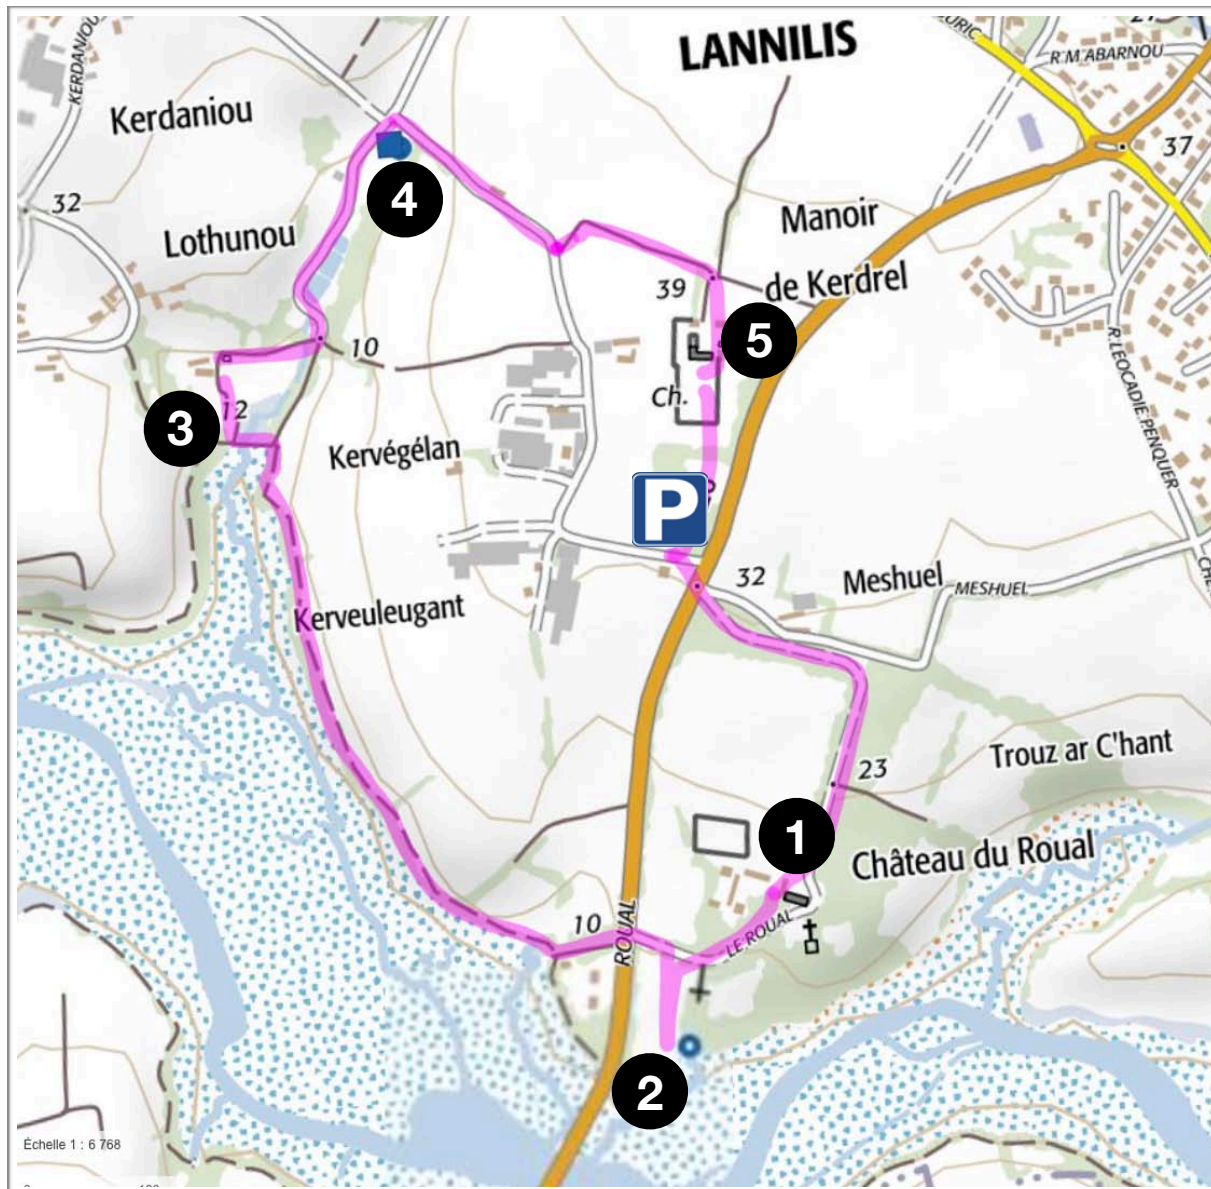 LANNILIS
R.M.ABARNOU
KERDANIOU
Kerdaniou
37
4
32
Manoir
Lothunou
de Kerdrel
39
5
10
Ch.
12
3
R.LEOCADIE.PENQUER
Kervégélan
P
32
Meshuel
MESHUEL
Kerveuleugant
Trouz ar C'hant
23
1
Château du Roual
10
ROUAL
LE ROUAL
2
Échelle 1 : 6 768